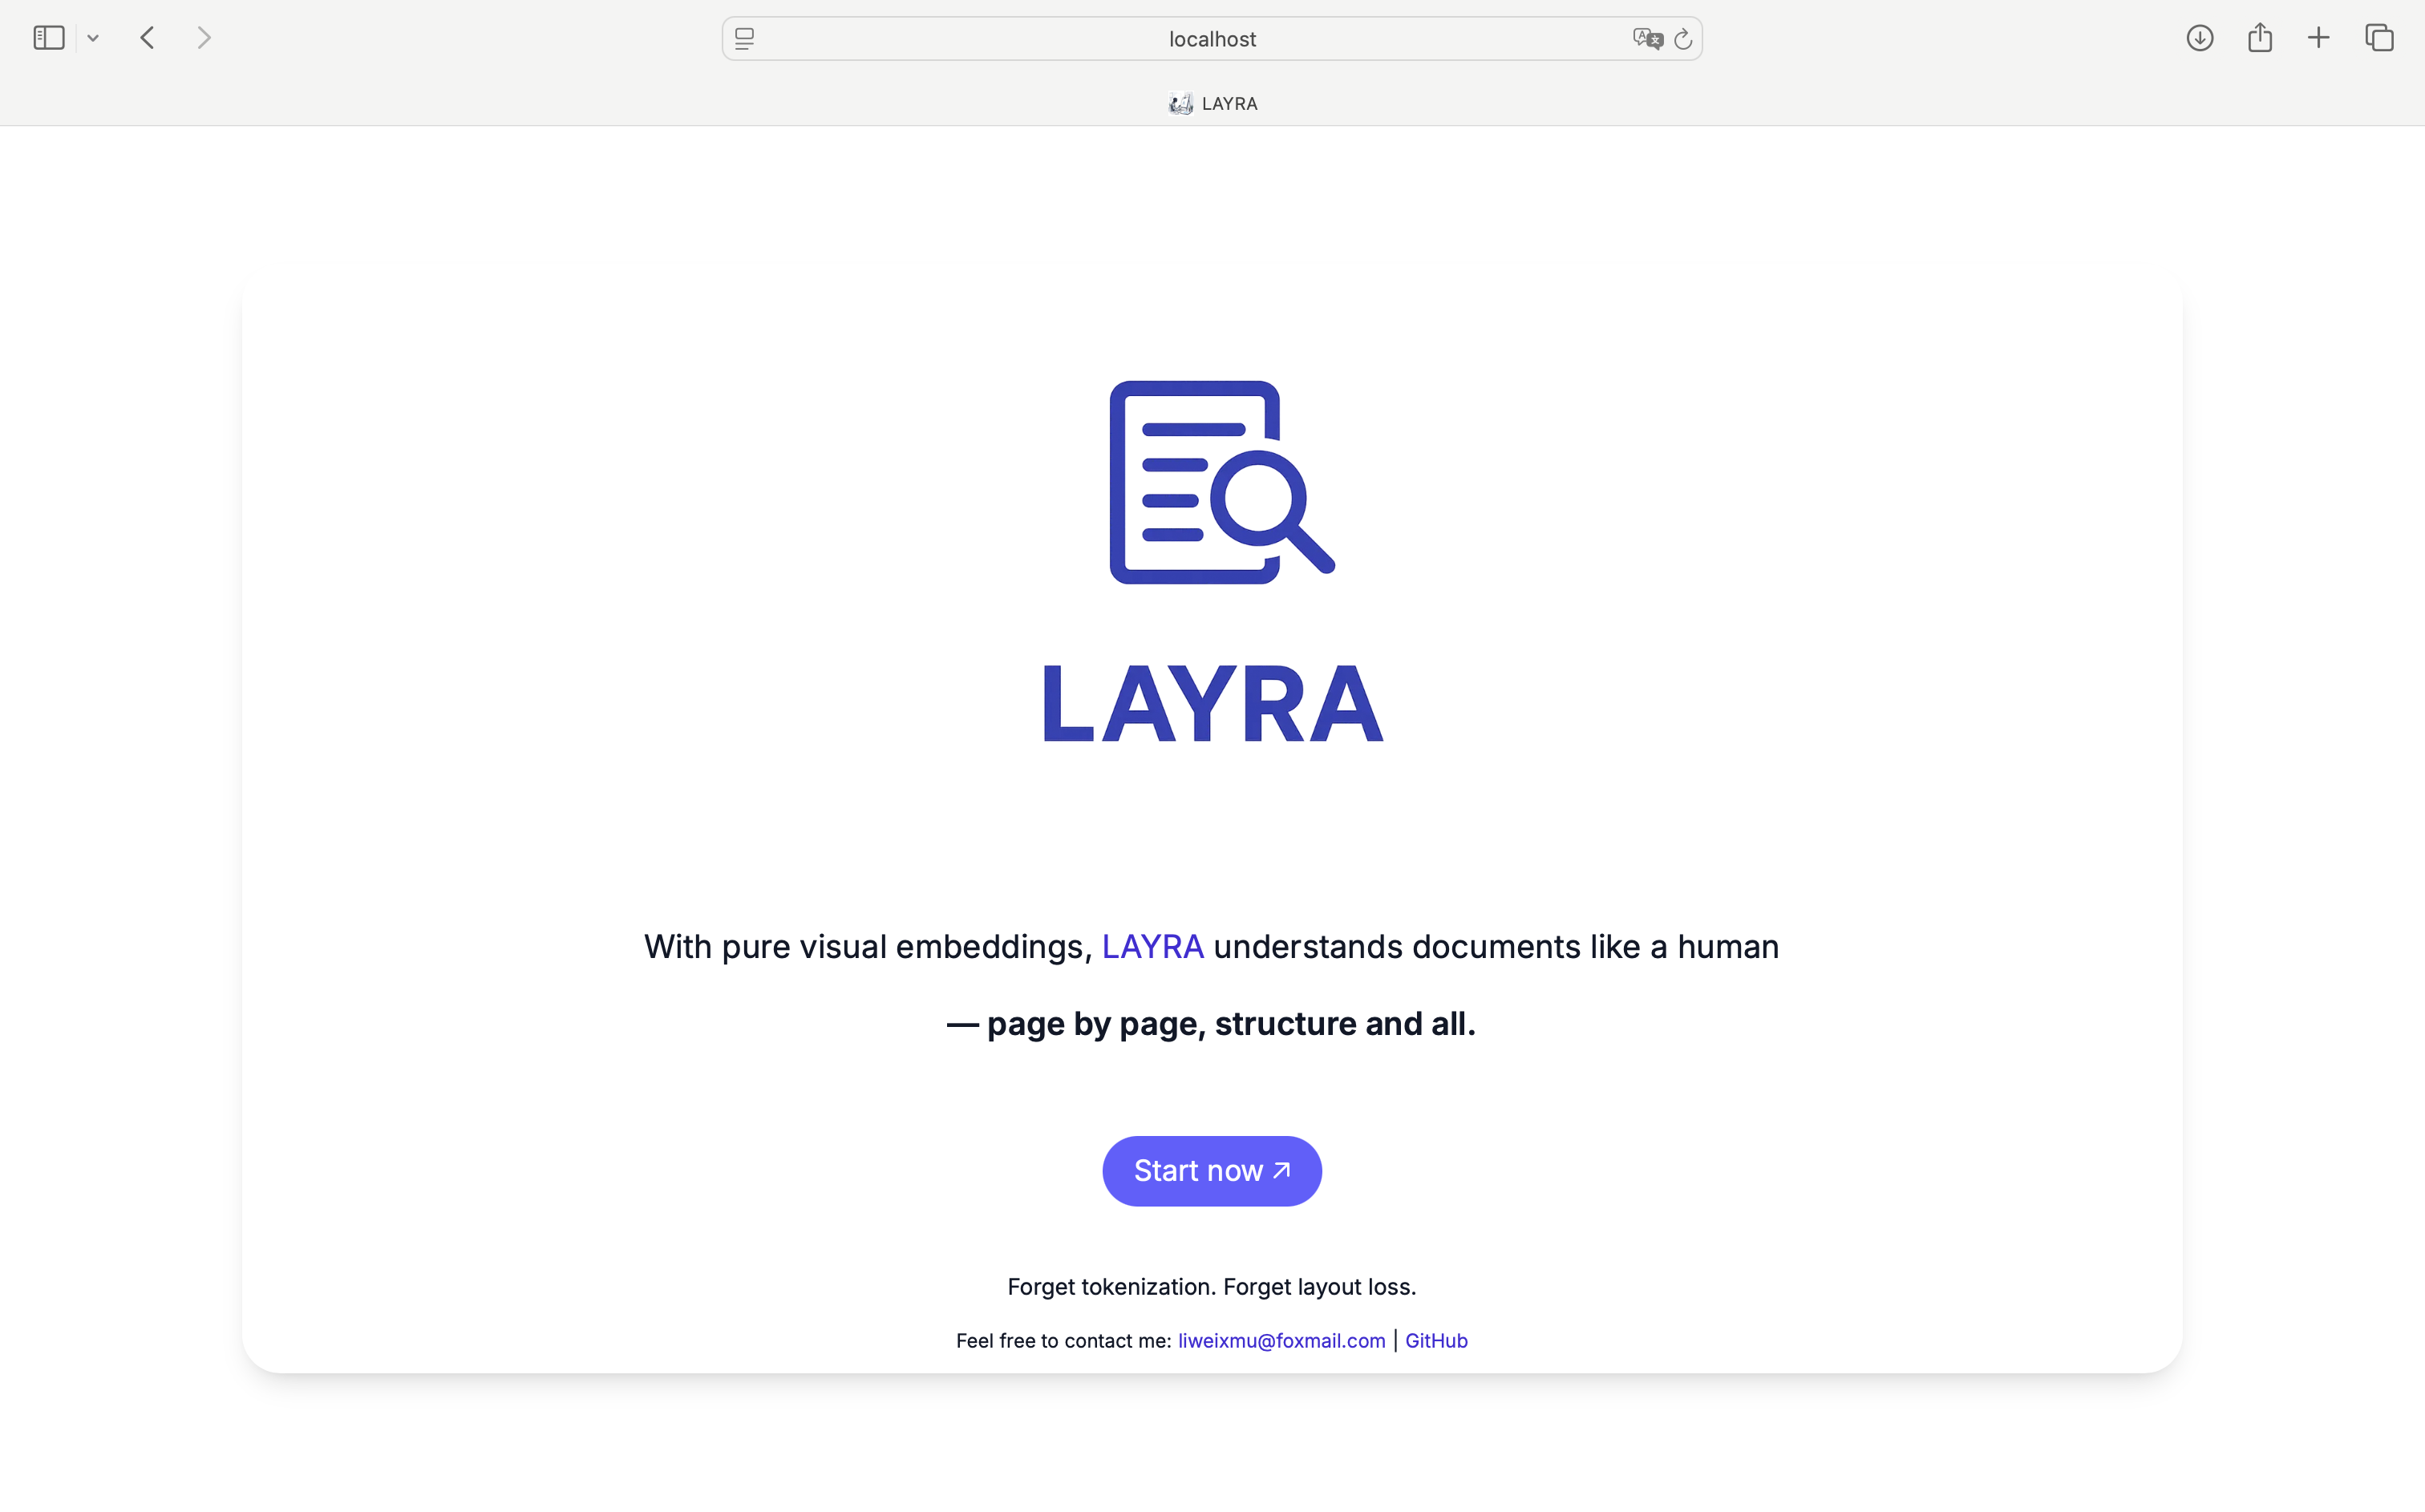 localhost
LAYRA
LAYRA
With pure visual embeddings, LAYRA understands documents like a human
— page by page, structure and all.
Start now ↗
Forget tokenization. Forget layout loss.
Feel free to contact me: liweixmu@foxmail.com | GitHub